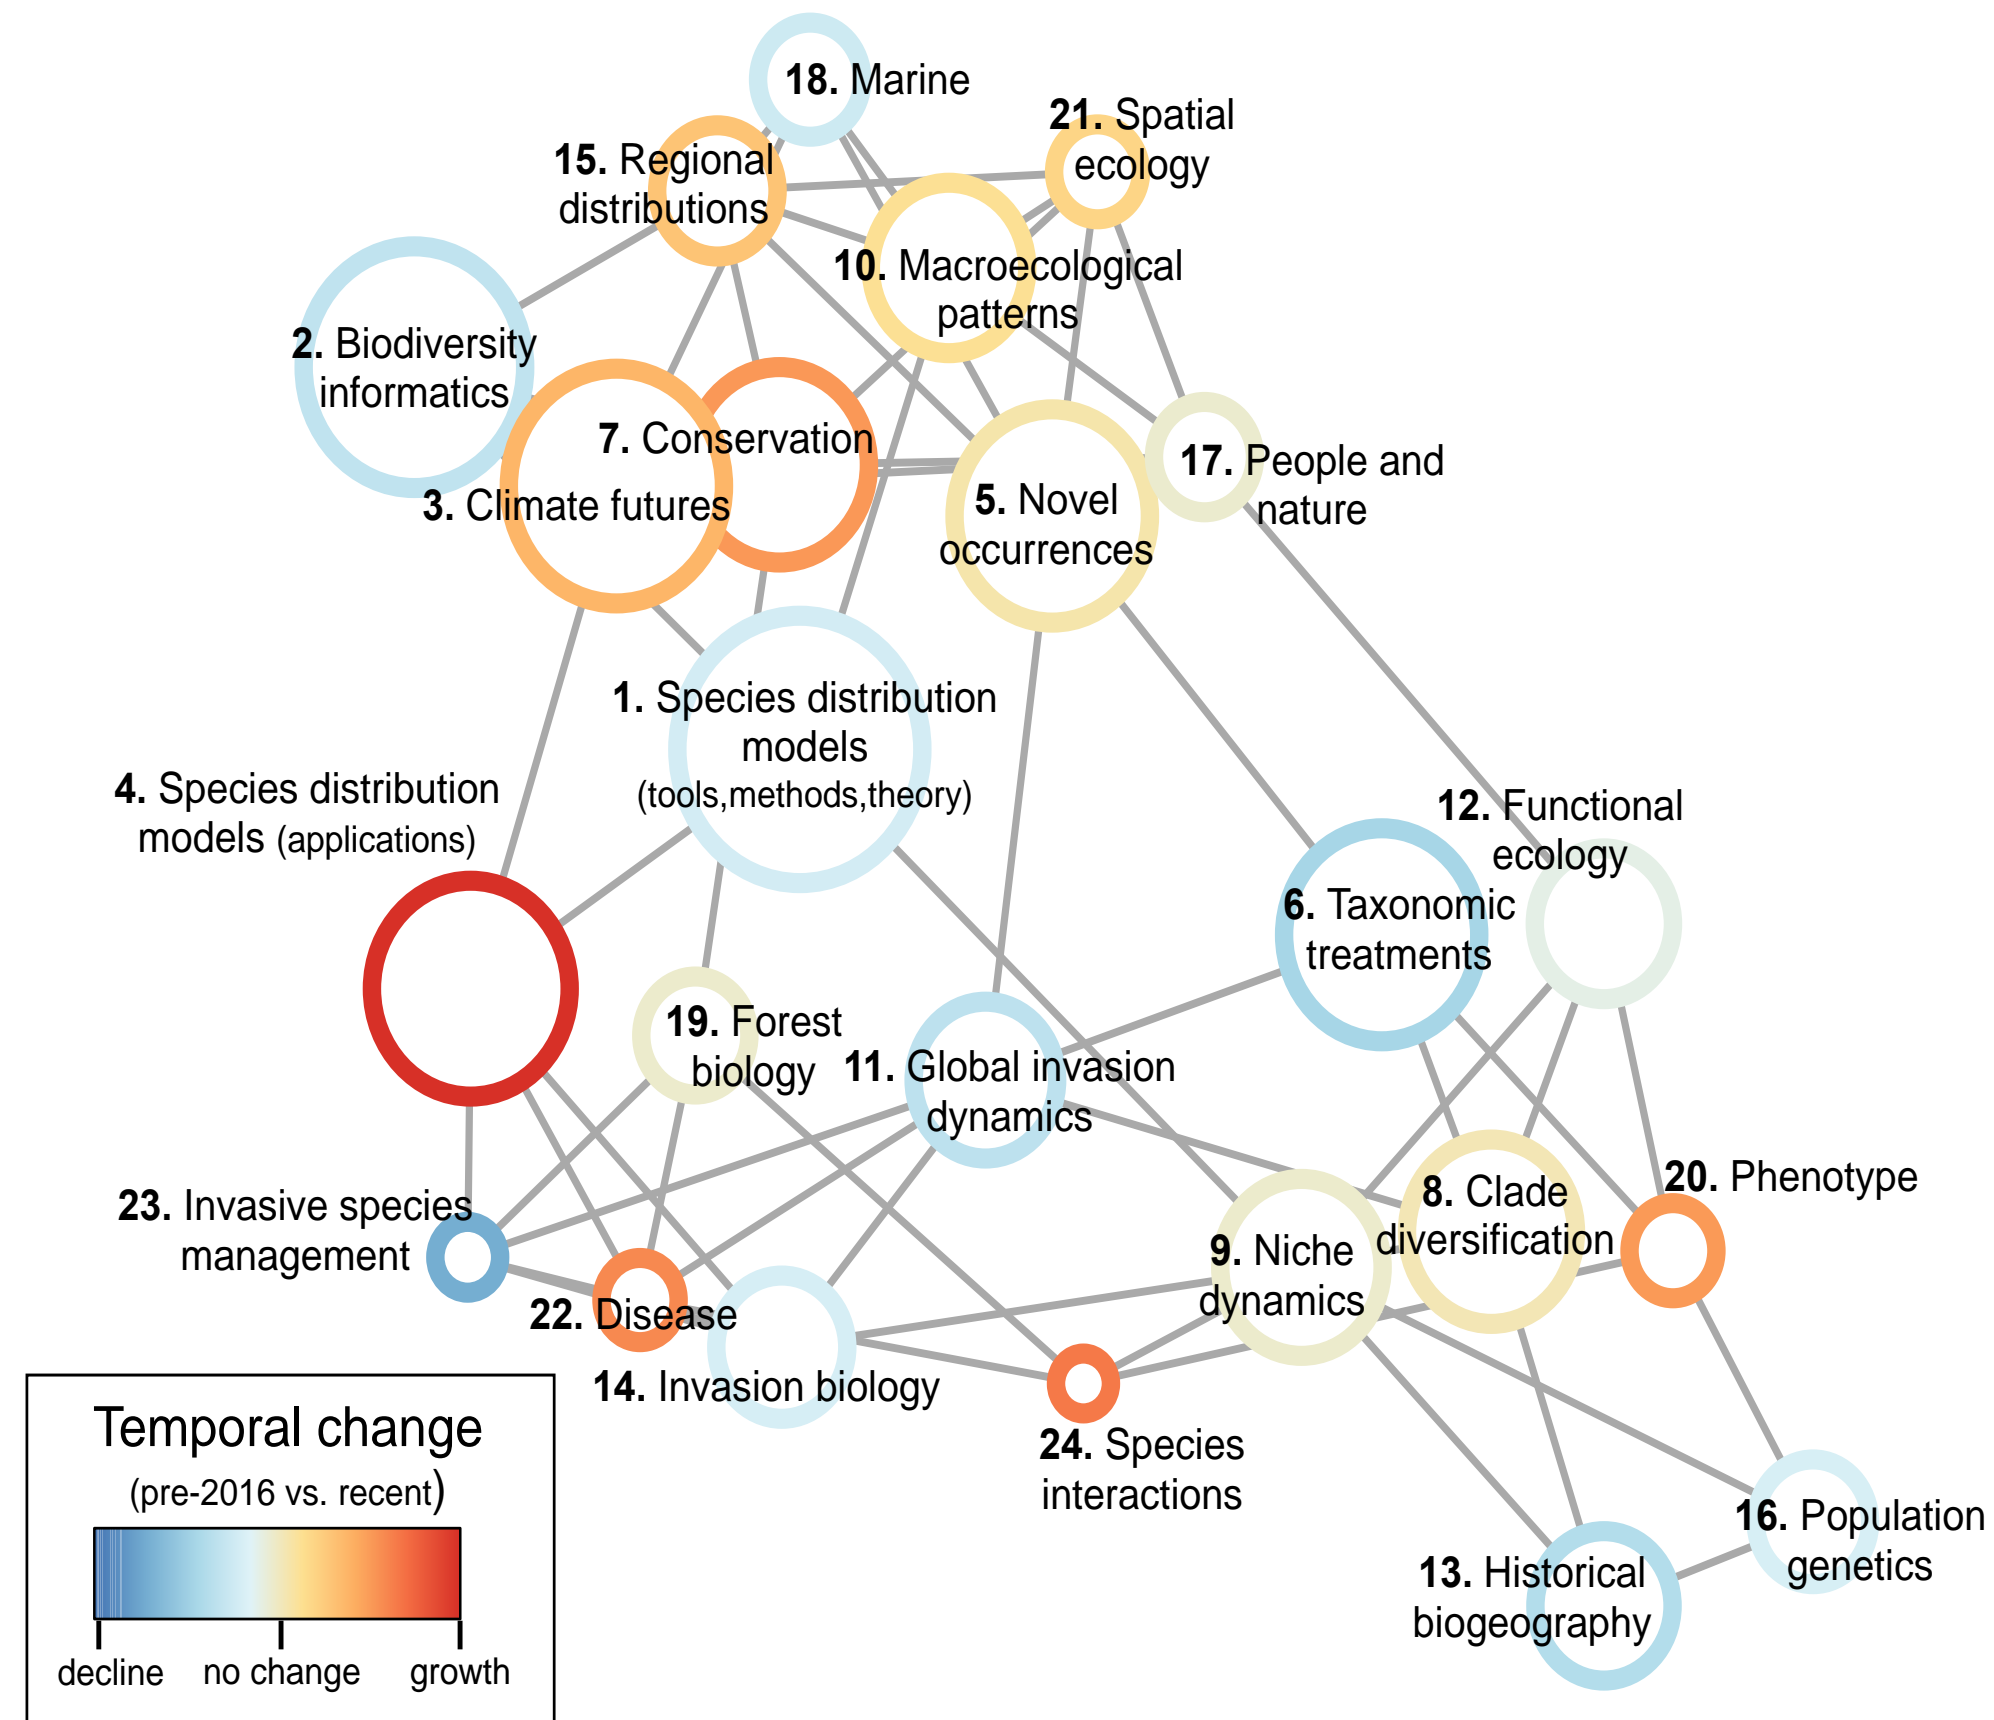 18. Marine
21. Spatial
ecology
15. Regional
distributions
10. Macroecological
patterns
2. Biodiversity
informatics
7. Conservation
3. Climate futures
17. People and
nature
5. Novel
occurrences
1. Species distribution
models
(tools,methods,theory)
4. Species distribution
models (applications)
12. Functional
ecology
6. Taxonomic
treatments
19. Forest
biology
11. Global invasion
dynamics
20. Phenotype
8. Clade
diversification
23. Invasive species
management
9. Niche
dynamics
22. Disease
14. Invasion biology
24. Species
interactions
16. Population
genetics
13. Historical
biogeography
Temporal change
(pre-2016 vs. recent)
decline no change growth